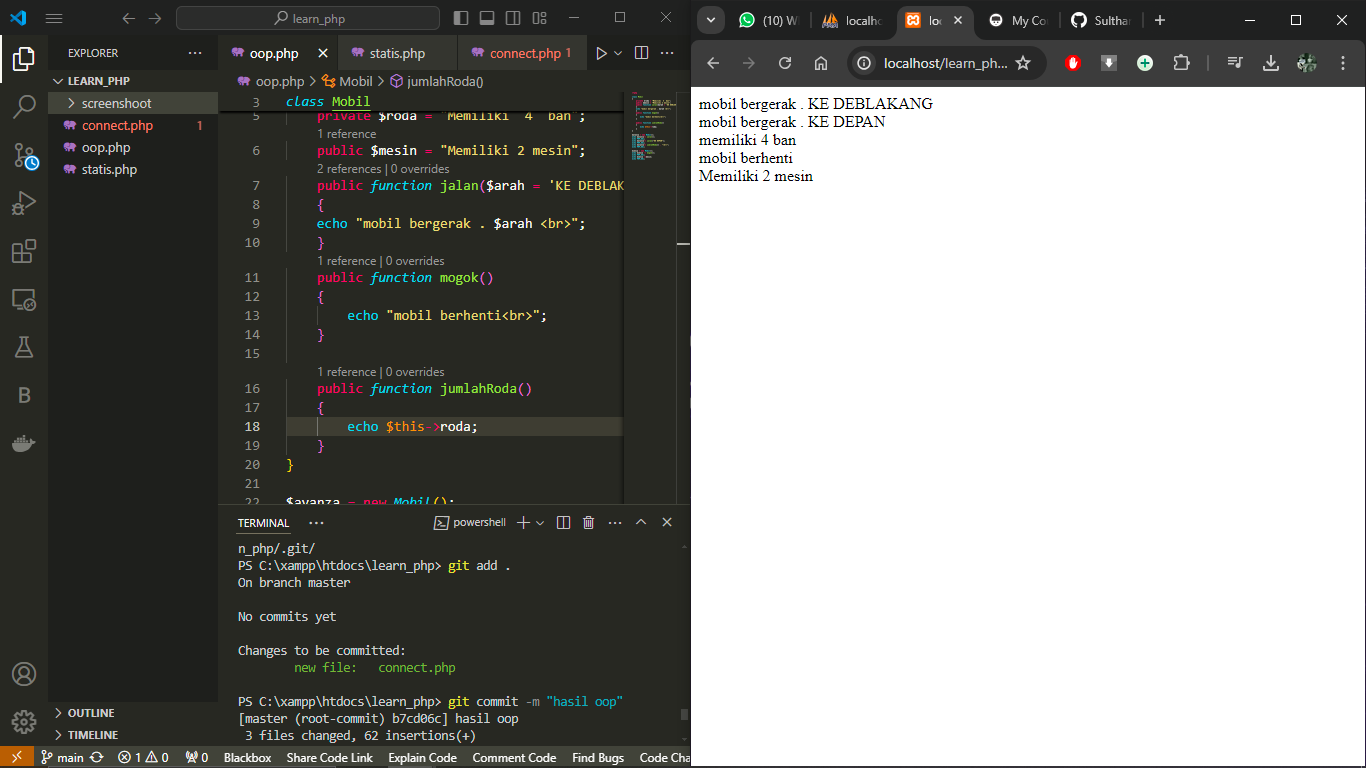 learn_php
EXPLORER
LEARN_PHP
screenshoot
connect.php 1
oop.php
statis.php
OUTLINE
TIMELINE
oop.php
statis.php
connect.php 1
oop.php > Mobil > jumlahRoda()
3 class Mobil
5 private $roda = "Memiliki 4 ban";
1 reference
6 public $mesin = "Memiliki 2 mesin";
2 references | 0 overrides
7 public function jalan($arah = 'KE DEBLAK
8 {
9 echo "mobil bergerak . $arah <br>";
10 }
1 reference | 0 overrides
11 public function mogok()
12 {
13 echo "mobil berhenti<br>";
14 }
15
1 reference | 0 overrides
16 public function jumlahRoda()
17 {
18 echo $this->roda;
19 }
20 }
21
22 $avanza = new Mobil();
TERMINAL
powershell
n_php/.git/
PS C:\xampp\htdocs\learn_php> git add .
On branch master
No commits yet
Changes to be committed:
new file: connect.php
PS C:\xampp\htdocs\learn_php> git commit -m "hasil oop"
[master (root-commit) b7cd06c] hasil oop
3 files changed, 62 insertions(+)
main 1 0 0 Blackbox Share Code Link Explain Code Comment Code Find Bugs Code Cha
(10) W
localho
loc
My Co
Sulthar
localhost/learn_ph...
mobil bergerak . KE DEBLAKANG
mobil bergerak . KE DEPAN
memiliki 4 ban
mobil berhenti
Memiliki 2 mesin